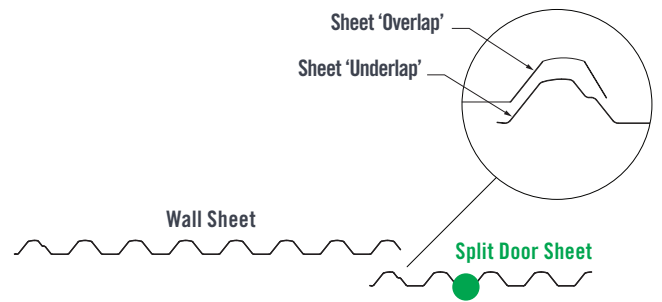 Sheet ‘Overlap’
Sheet ‘Underlap’
Wall Sheet
Split Door Sheet